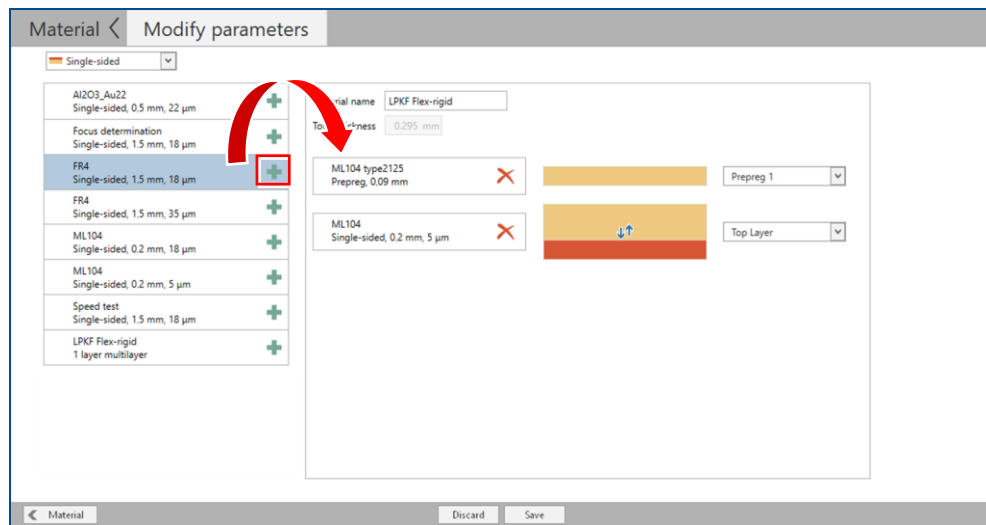 Material
Modify parameters
Single-sided
Al2O3_Au22
Single-sided, 0.5 mm, 22 µm
Focus determination
Single-sided, 1.5 mm, 18 µm
FR4
Single-sided, 1.5 mm, 18 µm
FR4
Single-sided, 1.5 mm, 35 µm
ML104
Single-sided, 0.2 mm, 18 µm
ML104
Single-sided, 0.2 mm, 5 µm
Speed test
Single-sided, 1.5 mm, 18 µm
LPKF Flex-rigid
1 layer multilayer
name
LPKF Flex-rigid
0.295 mm
ML104 type2125
Prepreg, 0,09 mm
Prepreg 1
ML104
Single-sided, 0.2 mm, 5 µm
Top Layer
Material
Discard
Save